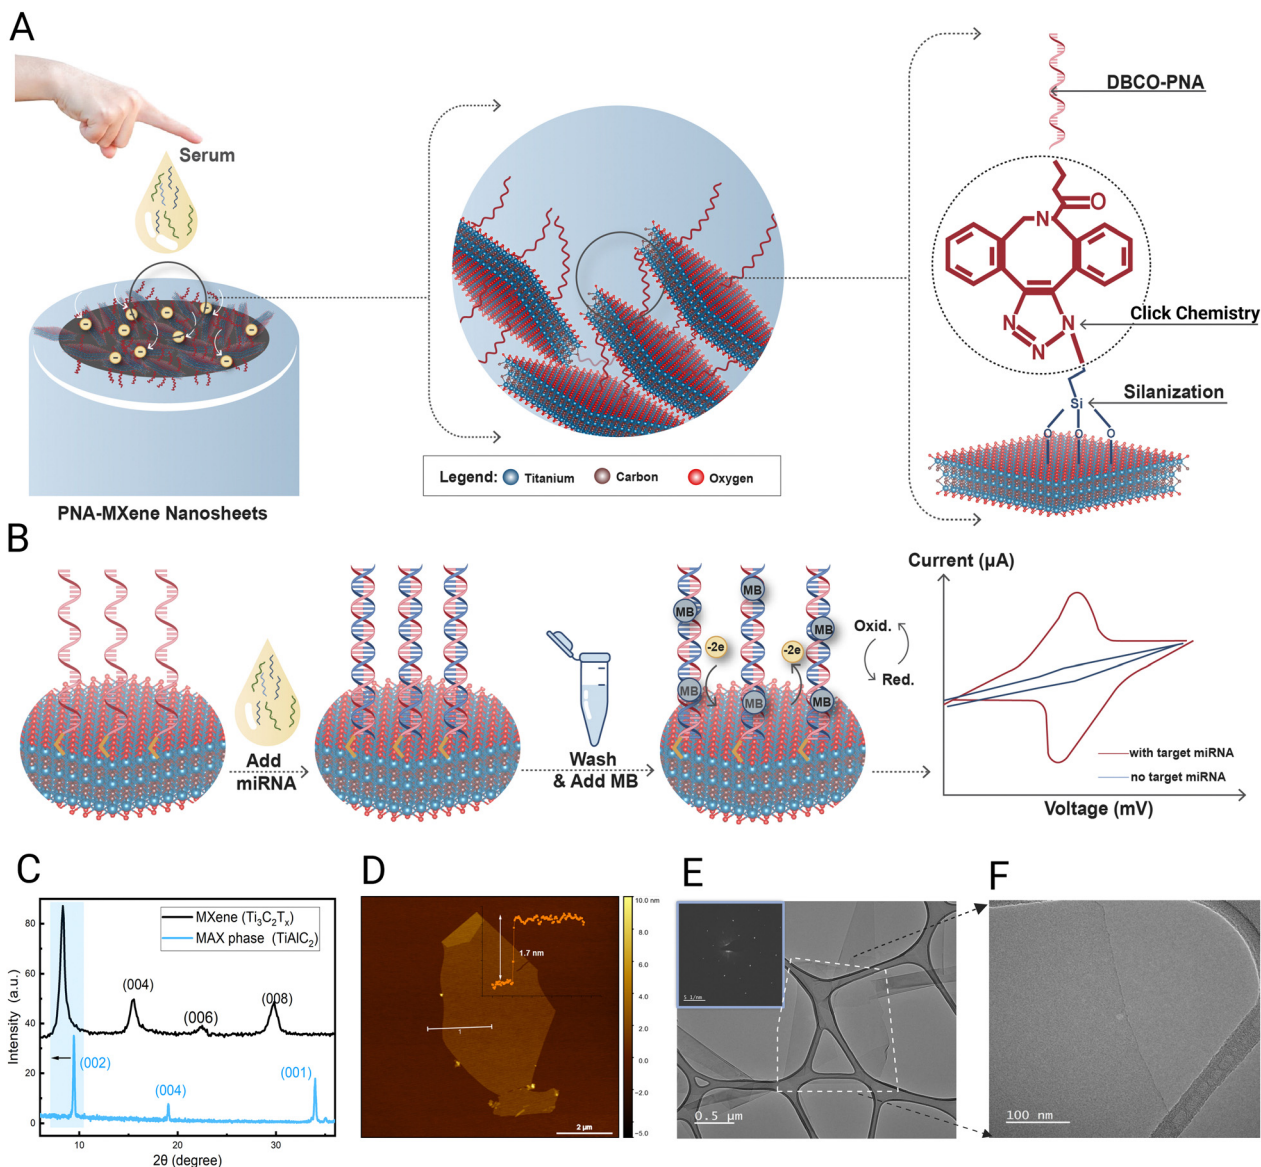 A
Serum
PNA-MXene Nanosheets
Legend: Titanium Carbon Oxygen
DBCO-PNA
O
N
N
N
N
Click Chemistry
Si
Silanization
O O O
B
Add
miRNA
Wash
& Add MB
MB
MB
MB
MB
MB
MB
-2e
-2e
Oxid.
Red.
Current (µA)
with target miRNA
no target miRNA
Voltage (mV)
C
MXene (Ti₃C₂Tₓ)
MAX phase (TiAlC₂)
(004)
(006)
(008)
(002)
(004)
(001)
Intensity (a.u.)
80
60
40
20
0
10 20 30
2θ (degree)
D
1.7 nm
1
2 µm
10.0 nm
8.0
6.0
4.0
2.0
0.0
−2.0
−5.0
E
5 1/nm
0.5 µm
F
100 nm